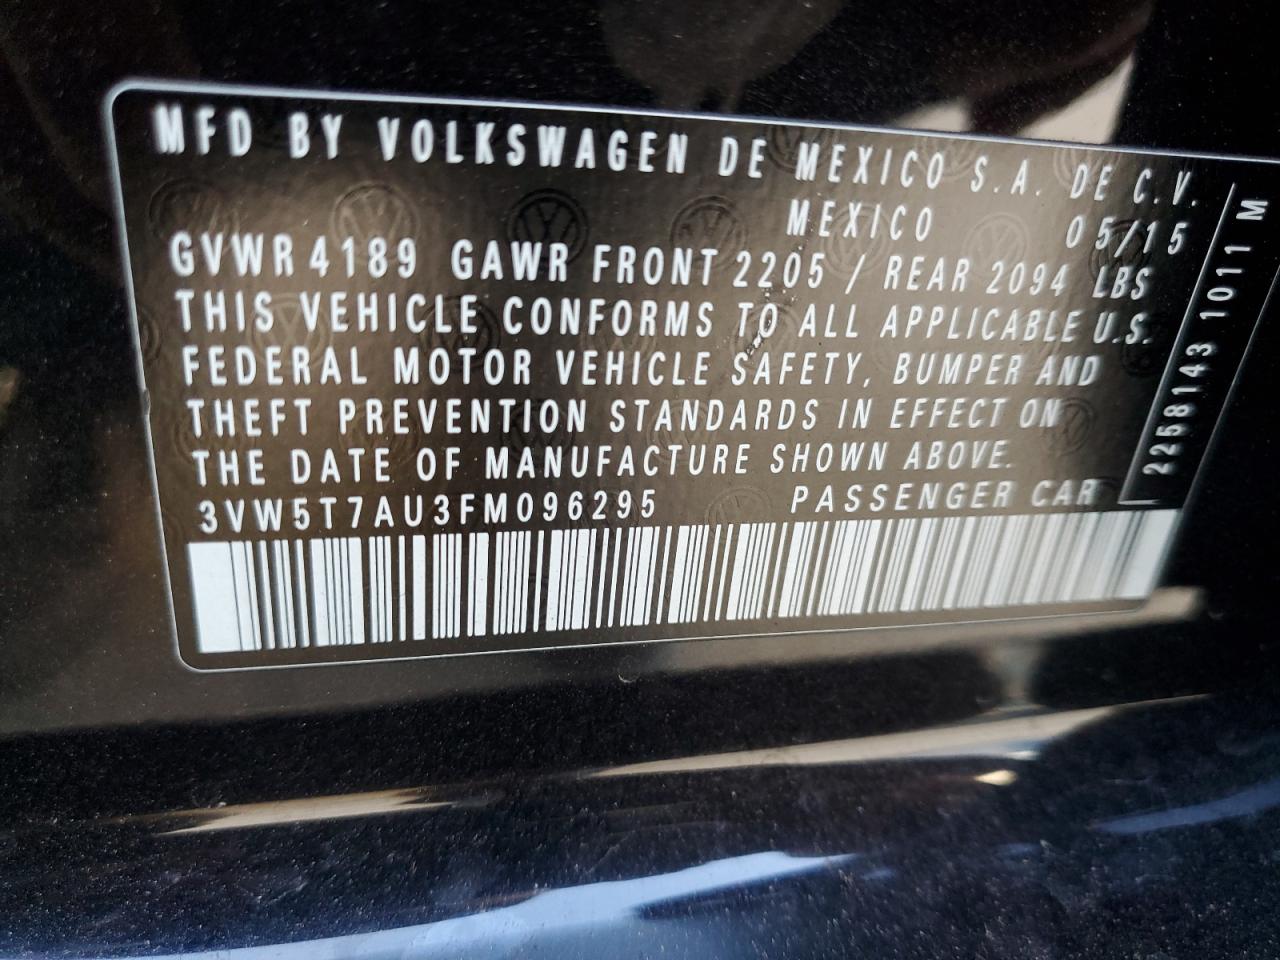 MFD BY VOLKSWAGEN DE MEXICO S.A. DE C.V.
MEXICO 05/15
GVWR 4189 GAWR FRONT 2205 / REAR 2094 LBS
THIS VEHICLE CONFORMS TO ALL APPLICABLE U.S.
FEDERAL MOTOR VEHICLE SAFETY, BUMPER AND
THEFT PREVENTION STANDARDS IN EFFECT ON
THE DATE OF MANUFACTURE SHOWN ABOVE.
3VW5T7AU3FM096295 PASSENGER CAR
2258143 1011 M